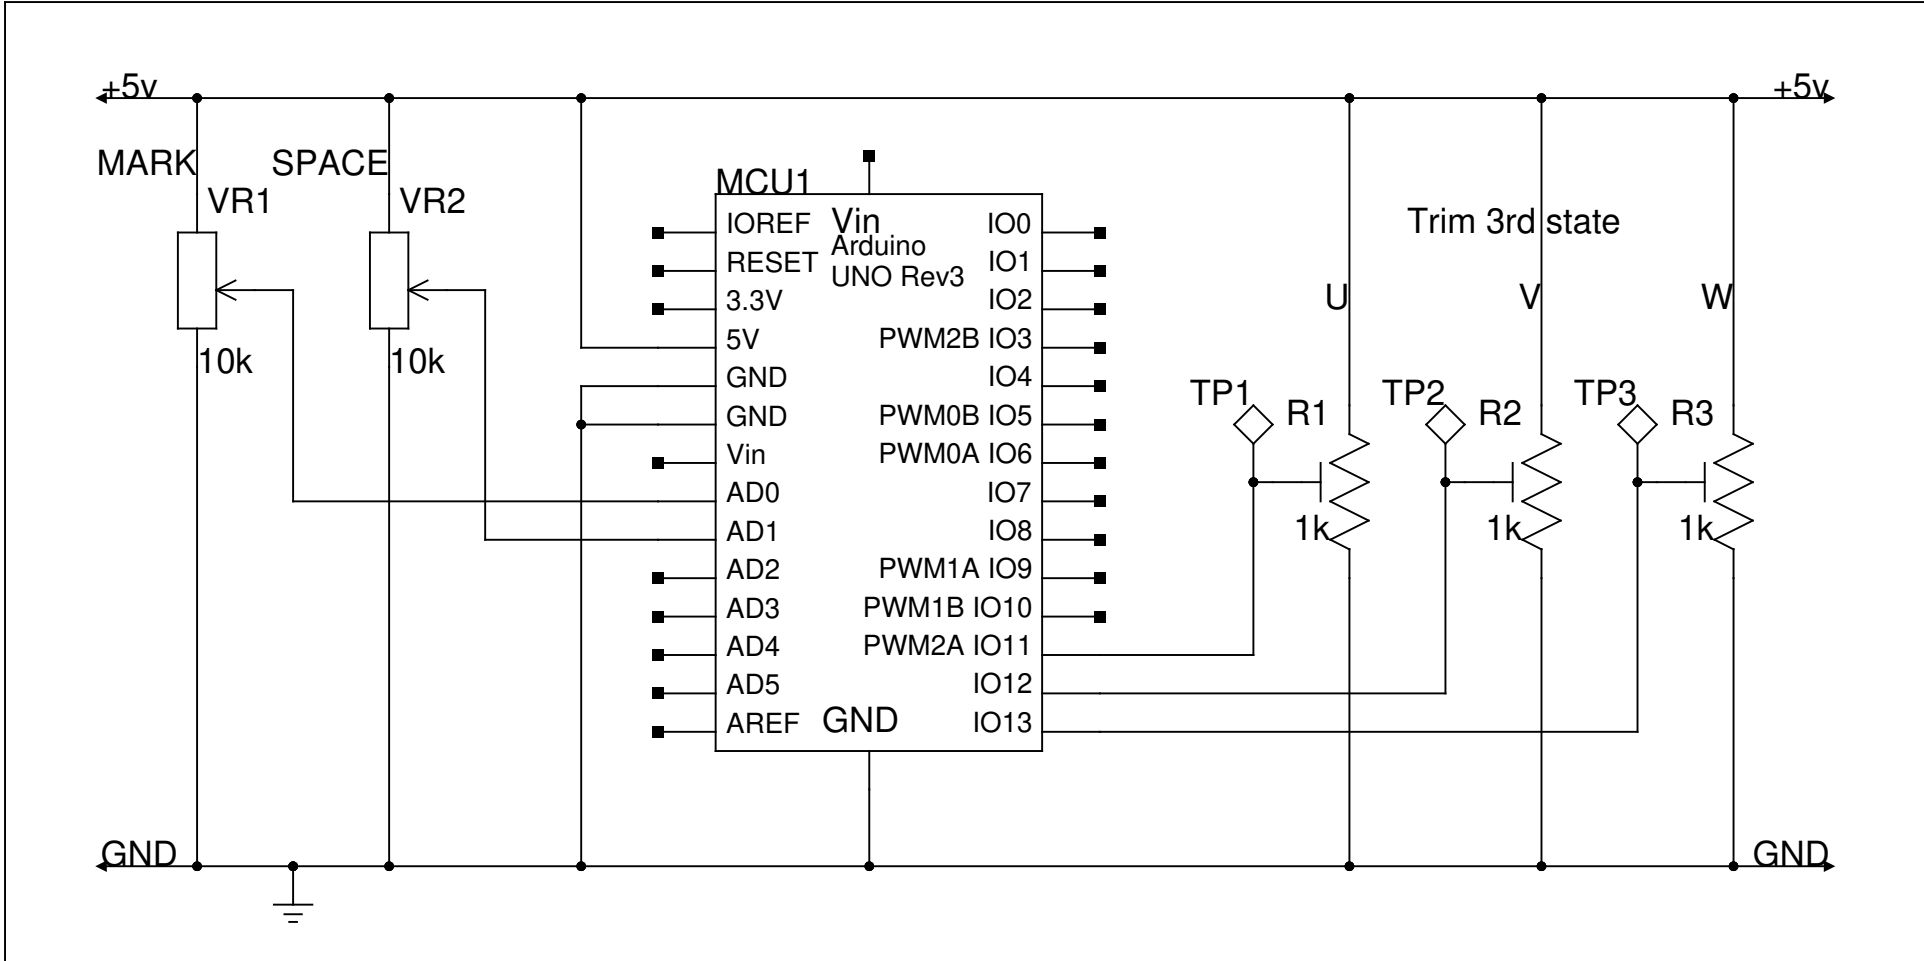 +5v
+5v
MARK
SPACE
VR1
VR2
10k
10k
MCU1
Vin
Arduino
UNO Rev3
IOREF
RESET
3.3V
5V
GND
GND
Vin
AD0
AD1
AD2
AD3
AD4
AD5
AREF
GND
IO0
IO1
IO2
PWM2B IO3
IO4
PWM0B IO5
PWM0A IO6
IO7
IO8
PWM1A IO9
PWM1B IO10
PWM2A IO11
IO12
IO13
Trim 3rd state
U
V
W
TP1
R1
TP2
R2
TP3
R3
1k
1k
1k
GND
GND